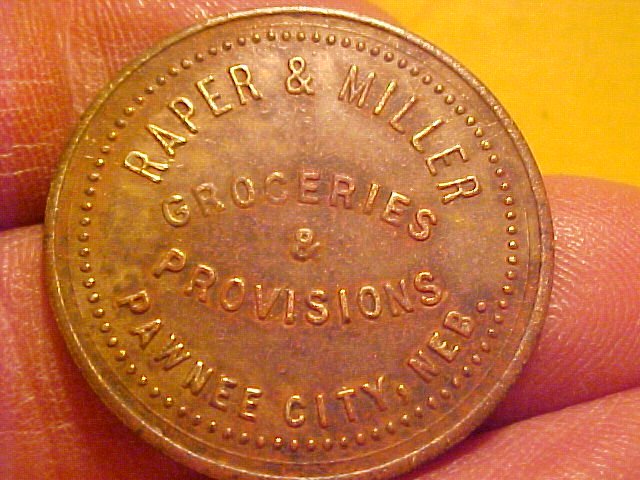 RAPER & MILLER
GROCERIES
&
PROVISIONS
PAWNEE CITY, NEB.